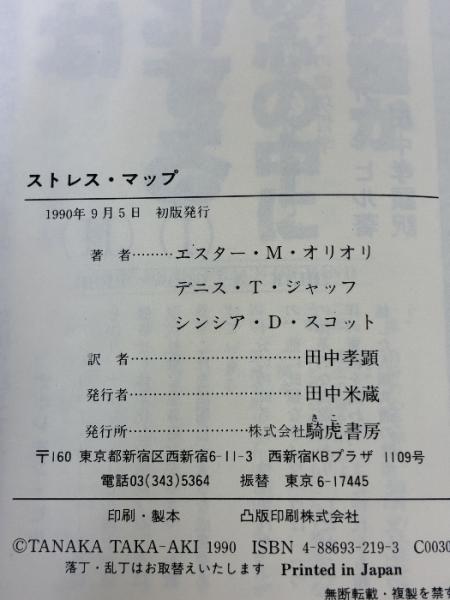 ストレス・マップ
1990年9月5日 初版発行
著者………エスター・M・オリオリ
デニス・T・ジャッフ
シンシア・D・スコット
訳者………………………………田中孝顕
発行者……………………………田中米蔵
きこ
発行所……………………株式会社騎虎書房
〒160 東京都新宿区西新宿6-11-3 西新宿KBプラザ 1109号
電話03(343)5364 振替 東京6-17445
印刷・製本 凸版印刷株式会社
©TANAKA TAKA-AKI 1990 ISBN 4-88693-219-3 C0030
落丁・乱丁はお取替えいたします Printed in Japan
無断転載・複製を禁